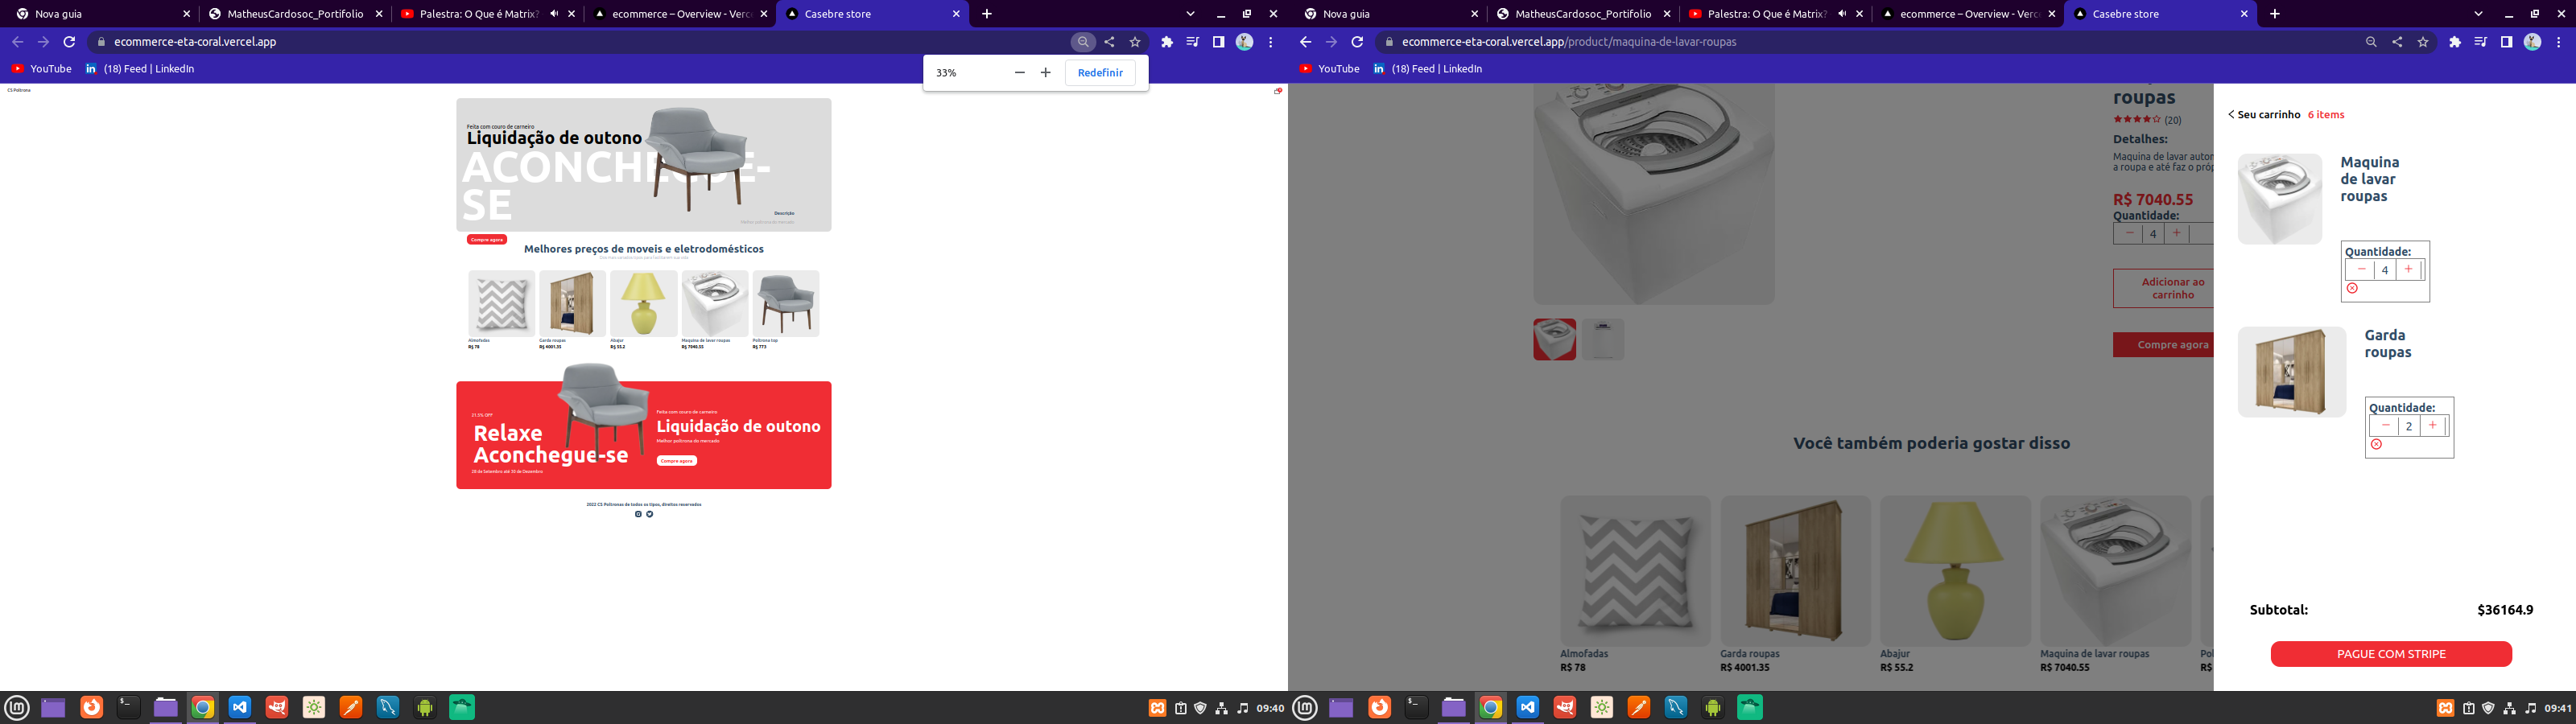 Nova guia
MatheusCardosoc_Portifolio
Palestra: O Que é Matrix?
ecommerce – Overview - Verc
Casebre store
ecommerce-eta-coral.vercel.app
YouTube
(18) Feed | LinkedIn
33%
Redefinir
CS Poltrona
Feita com couro de carneiro
Liquidação de outono
ACONCHEGUE-
SE
Descrição
Melhor poltrona do mercado
Compre agora
Melhores preços de moveis e eletrodomésticos
Almofadas
R$ 78
Garda roupas
R$ 4001.35
Abajur
R$ 55.2
Maquina de lavar roupas
R$ 7040.55
Poltrona top
R$ 773
Relaxe
Aconchegue-se
20 de Setembro até 30 de Dezembro
Feita com couro de carneiro
Liquidação de outono
Melhor poltrona do mercado
Compre agora
2022 CS Poltronas de todos os tipos, direitos reservados
09:40
Nova guia
MatheusCardosoc_Portifolio
Palestra: O Que é Matrix?
ecommerce – Overview - Verc
Casebre store
ecommerce-eta-coral.vercel.app/product/maquina-de-lavar-roupas
YouTube
(18) Feed | LinkedIn
roupas
(20)
Detalhes:
Maquina de lavar autor
a roupa e até faz o próp
R$ 7040.55
Quantidade:
4
Adicionar ao
carrinho
Compre agora
Você também poderia gostar disso
Almofadas
R$ 78
Garda roupas
R$ 4001.35
Abajur
R$ 55.2
Maquina de lavar roupas
R$ 7040.55
Pol
R$
Seu carrinho 6 items
Maquina
de lavar
roupas
Quantidade:
4
Garda
roupas
Quantidade:
2
Subtotal: $36164.9
PAGUE COM STRIPE
09:41